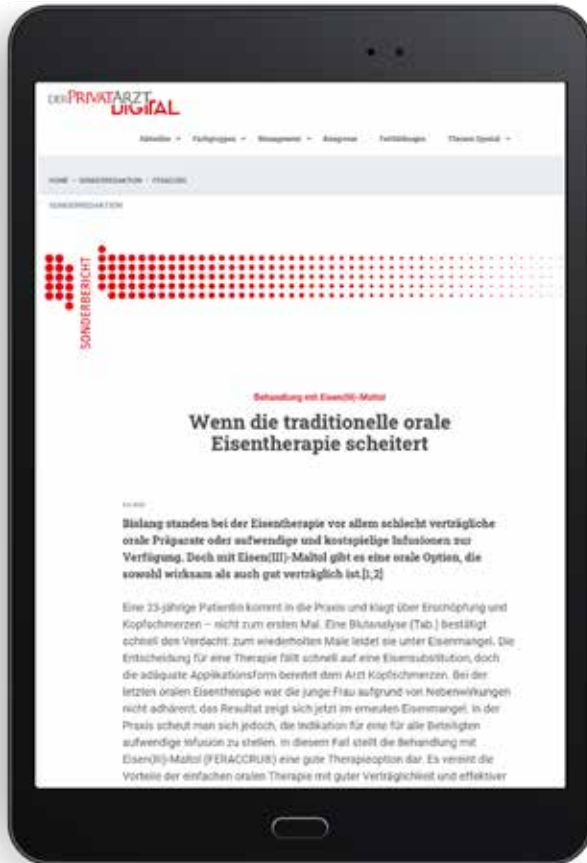 DER PRIVATARZT
DIGITAL
Aktuelles Fachgruppen Management Kongresse Fortbildungen Themen Spezial
HOME - SONDERREDAKTION - FERACCRU
SONDERREDAKTION
SONDERBERICHT
Behandlung mit Eisen(III)-Maltol
Wenn die traditionelle orale
Eisentherapie scheitert
Bislang standen bei der Eisentherapie vor allem schlecht verträgliche
orale Präparate oder aufwendige und kostspielige Infusionen zur
Verfügung. Doch mit Eisen(III)-Maltol gibt es eine orale Option, die
sowohl wirksam als auch gut verträglich ist.[1,2]
Eine 23-jährige Patientin kommt in die Praxis und klagt über Erschöpfung und
Kopfschmerzen – nicht zum ersten Mal. Eine Blutanalyse (Tab.) bestätigt
schnell den Verdacht: zum wiederholten Male leidet sie unter Eisenmangel. Die
Entscheidung für eine Therapie fällt schnell auf eine Eisensubstitution, doch
die adäquate Applikationsform bereitet dem Arzt Kopfschmerzen. Bei der
letzten oralen Eisentherapie war die junge Frau aufgrund von Nebenwirkungen
nicht adhärent, das Resultat zeigt sich jetzt im erneuten Eisenmangel. In der
Praxis scheut man sich jedoch, die Indikation für eine für alle Beteiligten
aufwendige Infusion zu stellen. In diesem Fall stellt die Behandlung mit
Eisen(III)-Maltol (FERACCRU®) eine gute Therapieoption dar. Es vereint die
Vorteile der einfachen oralen Therapie mit guter Verträglichkeit und effektiver